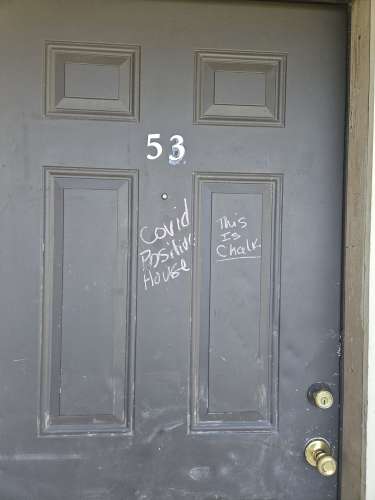 53
Covid
Positive
House
This
Is
Chalk